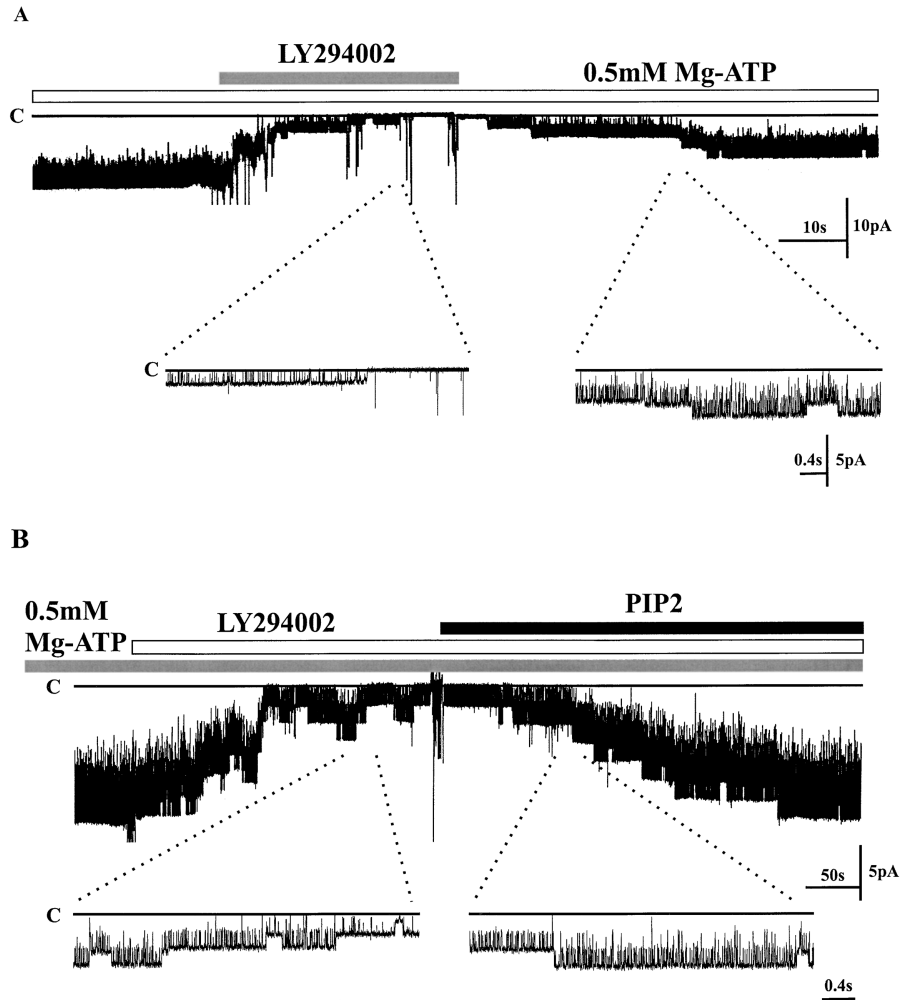 A
LY294002
0.5mM Mg-ATP
C
10s
10pA
C
0.4s
5pA
B
0.5mM
Mg-ATP
LY294002
PIP2
C
50s
5pA
C
0.4s